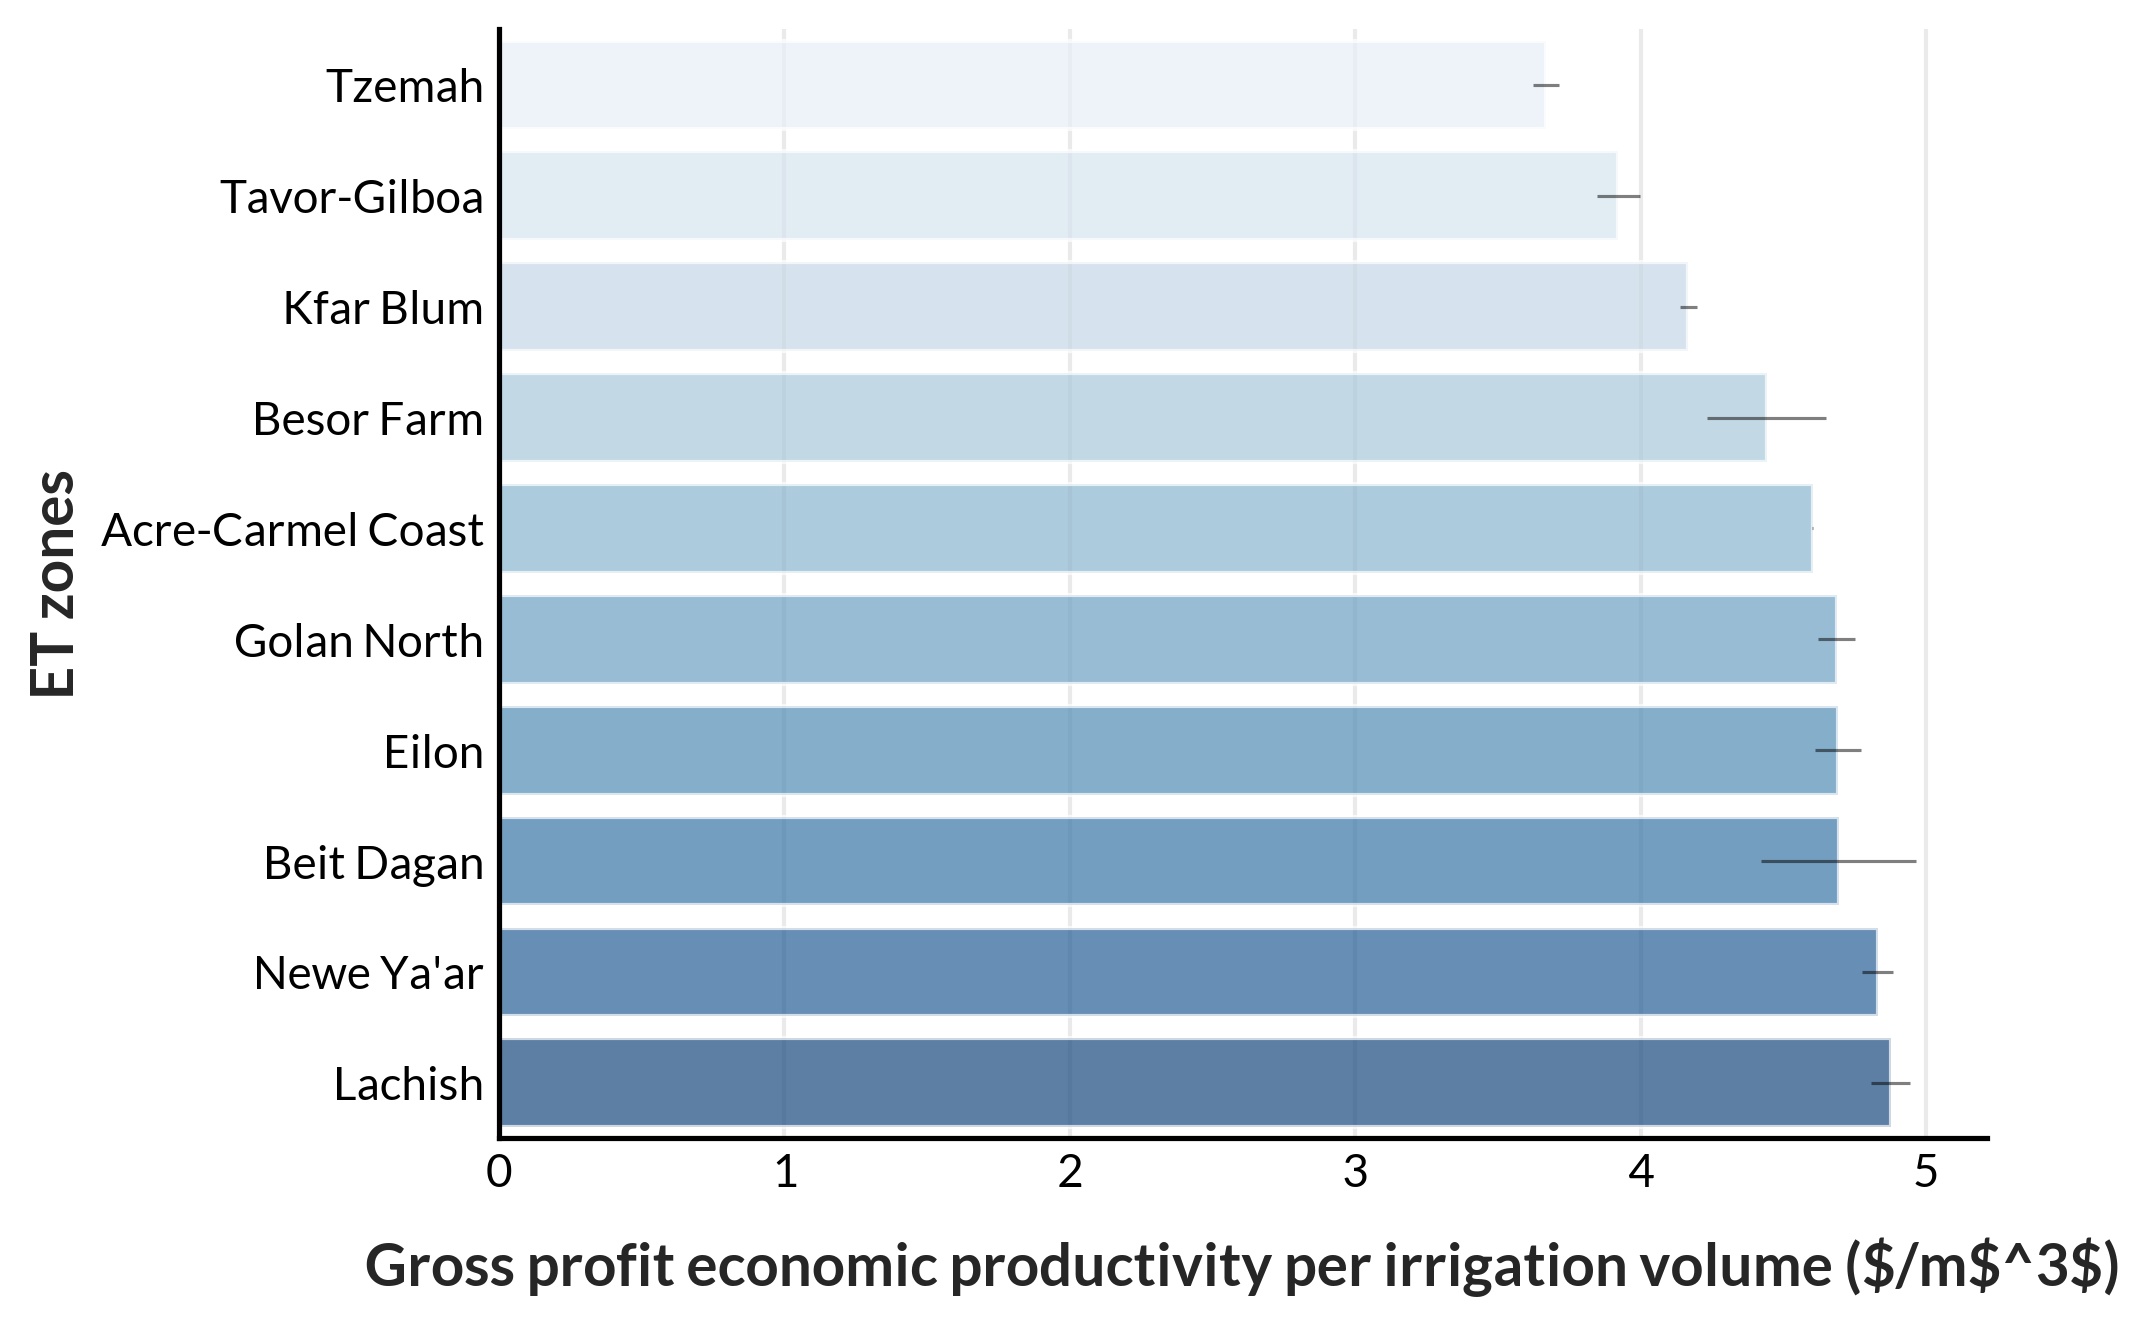 Tzemah
Tavor-Gilboa
Kfar Blum
Besor Farm
Acre-Carmel Coast
Golan North
Eilon
Beit Dagan
Newe Ya'ar
Lachish
ET zones
0 1 2 3 4 5
Gross profit economic productivity per irrigation volume ($/m$^3$)